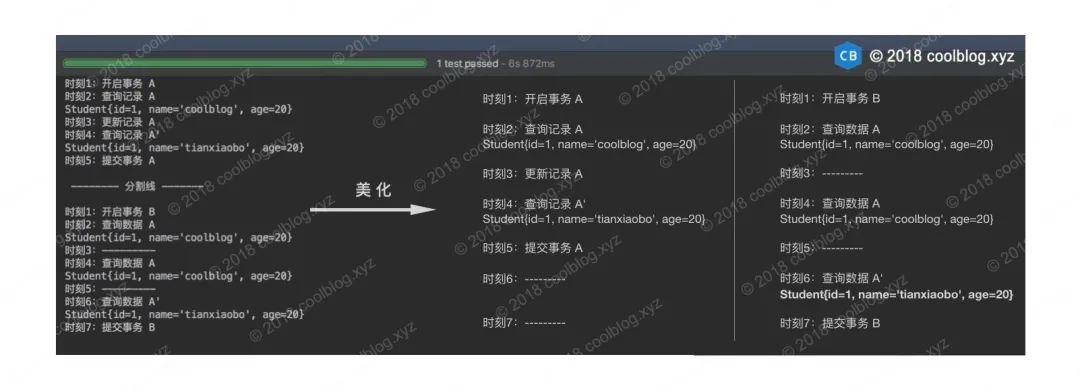 1 test passed - 6s 872ms
CB © 2018 coolblog.xyz
时刻1：开启事务 A
时刻2：查询记录 A
Student{id=1, name='coolblog', age=20}
时刻3：更新记录 A
时刻4：查询记录 A'
Student{id=1, name='tianxiaobo', age=20}
时刻5：提交事务 A
-------- 分割线 -------
时刻1：开启事务 B
时刻2：查询数据 A
Student{id=1, name='coolblog', age=20}
时刻3：---------
时刻4：查询数据 A
Student{id=1, name='coolblog', age=20}
时刻5：---------
时刻6：查询数据 A'
Student{id=1, name='tianxiaobo', age=20}
时刻7：提交事务 B
美 化
时刻1：开启事务 A
时刻2：查询记录 A
Student{id=1, name='coolblog', age=20}
时刻3：更新记录 A
时刻4：查询记录 A'
Student{id=1, name='tianxiaobo', age=20}
时刻5：提交事务 A
时刻6：---------
时刻7：---------
时刻1：开启事务 B
时刻2：查询数据 A
Student{id=1, name='coolblog', age=20}
时刻3：---------
时刻4：查询数据 A
Student{id=1, name='coolblog', age=20}
时刻5：---------
时刻6：查询数据 A'
Student{id=1, name='tianxiaobo', age=20}
时刻7：提交事务 B
© 2018 coolblog.xyz